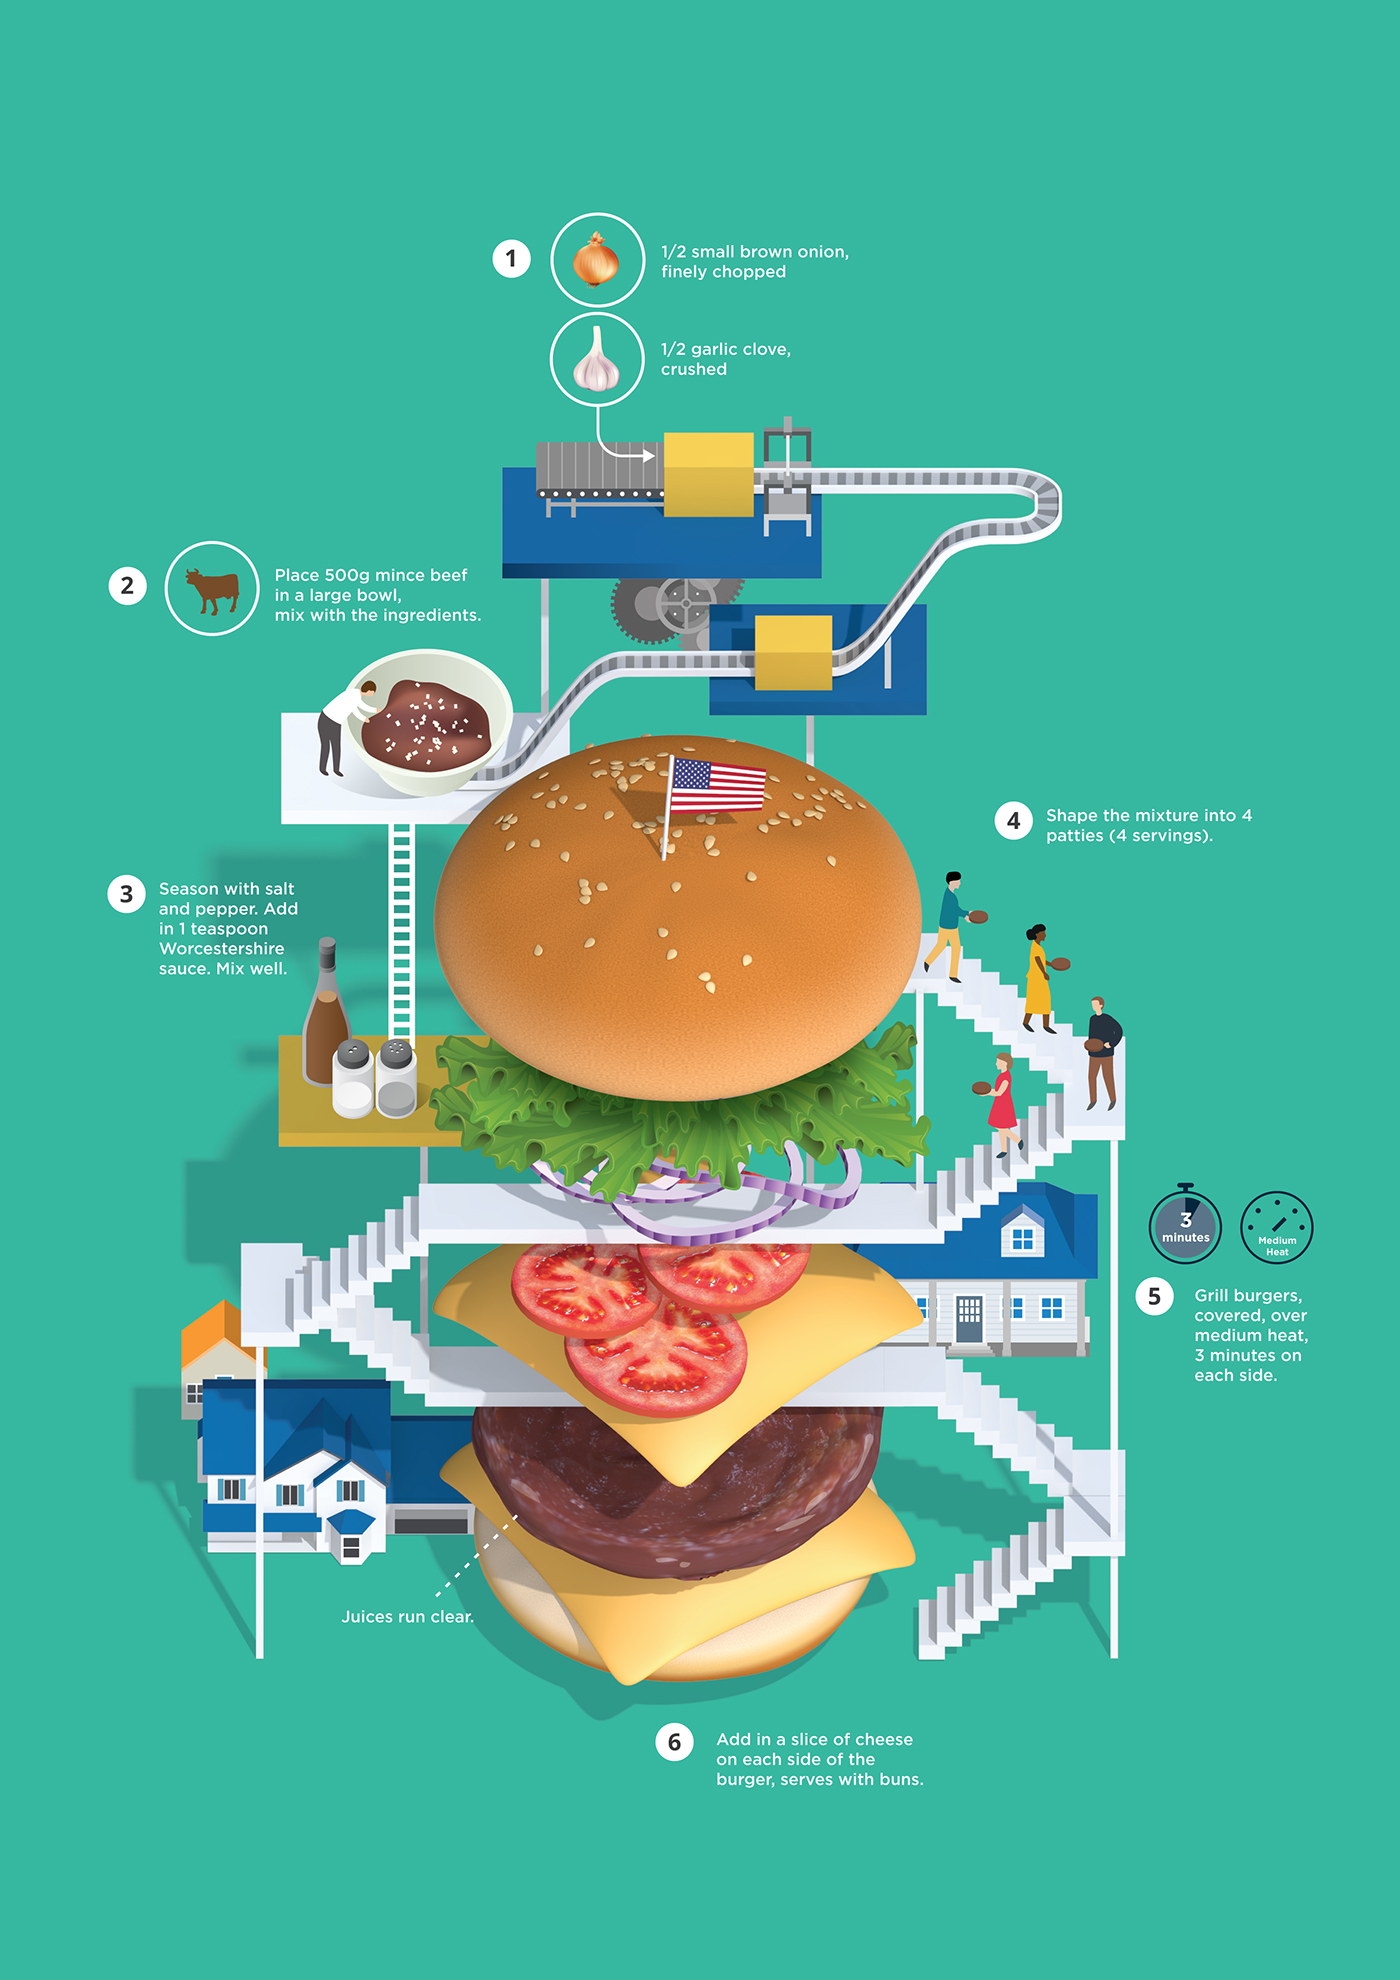 1
1/2 small brown onion,
finely chopped
1/2 garlic clove,
crushed
2
Place 500g mince beef
in a large bowl,
mix with the ingredients.
3
Season with salt
and pepper. Add
in 1 teaspoon
Worcestershire
sauce. Mix well.
4
Shape the mixture into 4
patties (4 servings).
3
minutes
Medium
Heat
5
Grill burgers,
covered, over
medium heat,
3 minutes on
each side.
Juices run clear.
6
Add in a slice of cheese
on each side of the
burger, serves with buns.